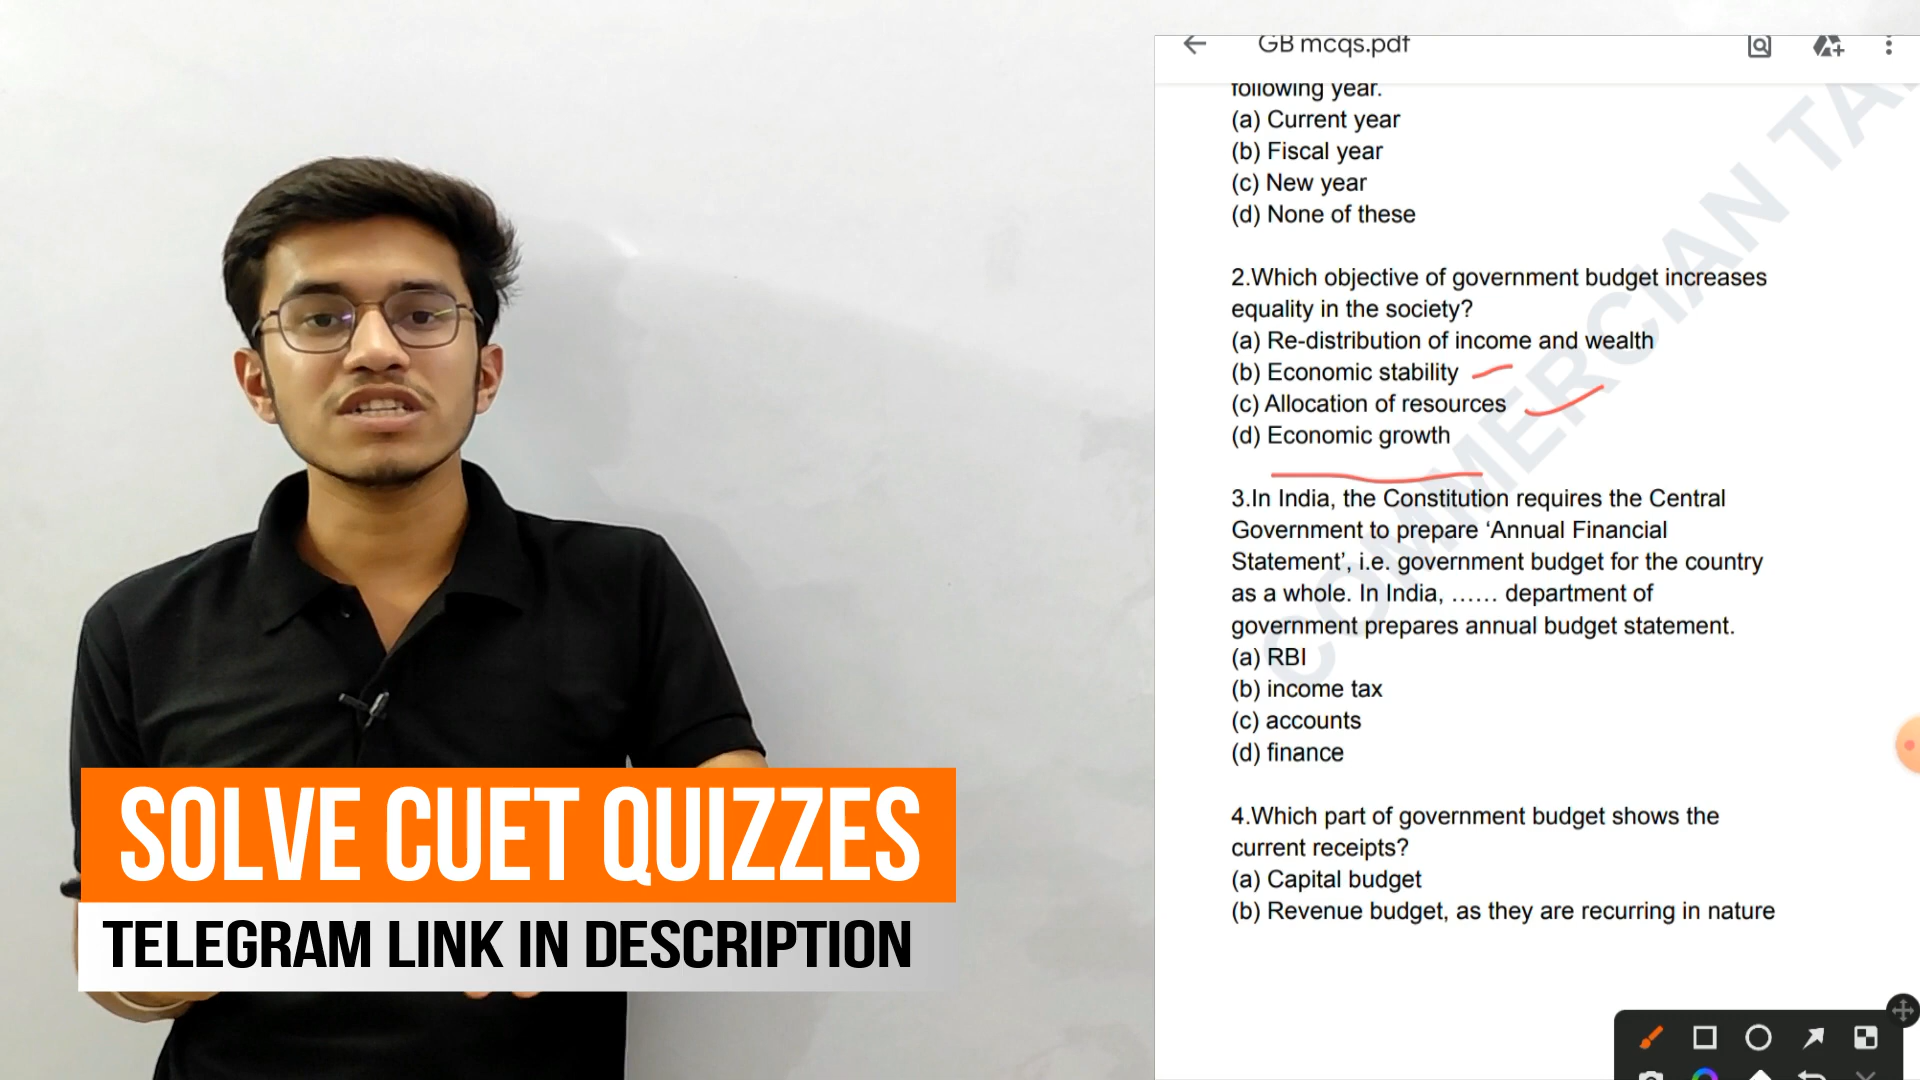 GB mcqs.pdf
following year.
(a) Current year
(b) Fiscal year
(c) New year
(d) None of these
2.Which objective of government budget increases
equality in the society?
(a) Re-distribution of income and wealth
(b) Economic stability
(c) Allocation of resources
(d) Economic growth
3.In India, the Constitution requires the Central
Government to prepare ‘Annual Financial
Statement’, i.e. government budget for the country
as a whole. In India, …… department of
government prepares annual budget statement.
(a) RBI
(b) income tax
(c) accounts
(d) finance
4.Which part of government budget shows the
current receipts?
(a) Capital budget
(b) Revenue budget, as they are recurring in nature
COMMERCIAN TA
SOLVE CUET QUIZZES
TELEGRAM LINK IN DESCRIPTION